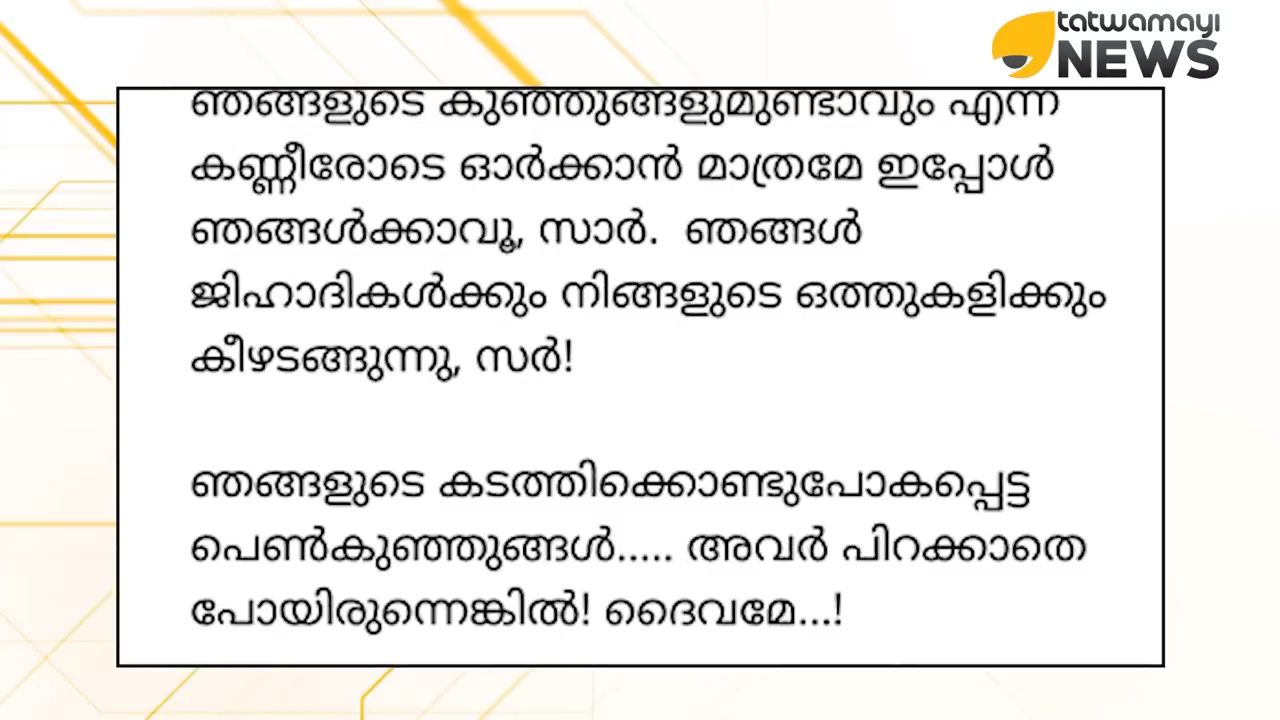 tatwamayi
NEWS
ഞങ്ങളുടെ കുഞ്ഞുങ്ങളുമുണ്ടാവും എന്ന
കണ്ണീരോടെ ഓർക്കാൻ മാത്രമേ ഇപ്പോൾ
ഞങ്ങൾക്കാവൂ, സാർ. ഞങ്ങൾ
ജിഹാദികൾക്കും നിങ്ങളുടെ ഒത്തുകളിക്കും
കീഴടങ്ങുന്നു, സർ!
ഞങ്ങളുടെ കടത്തിക്കൊണ്ടുപോകപ്പെട്ട
പെൺകുഞ്ഞുങ്ങൾ..... അവർ പിറക്കാതെ
പോയിരുന്നെങ്കിൽ! ദൈവമേ...!